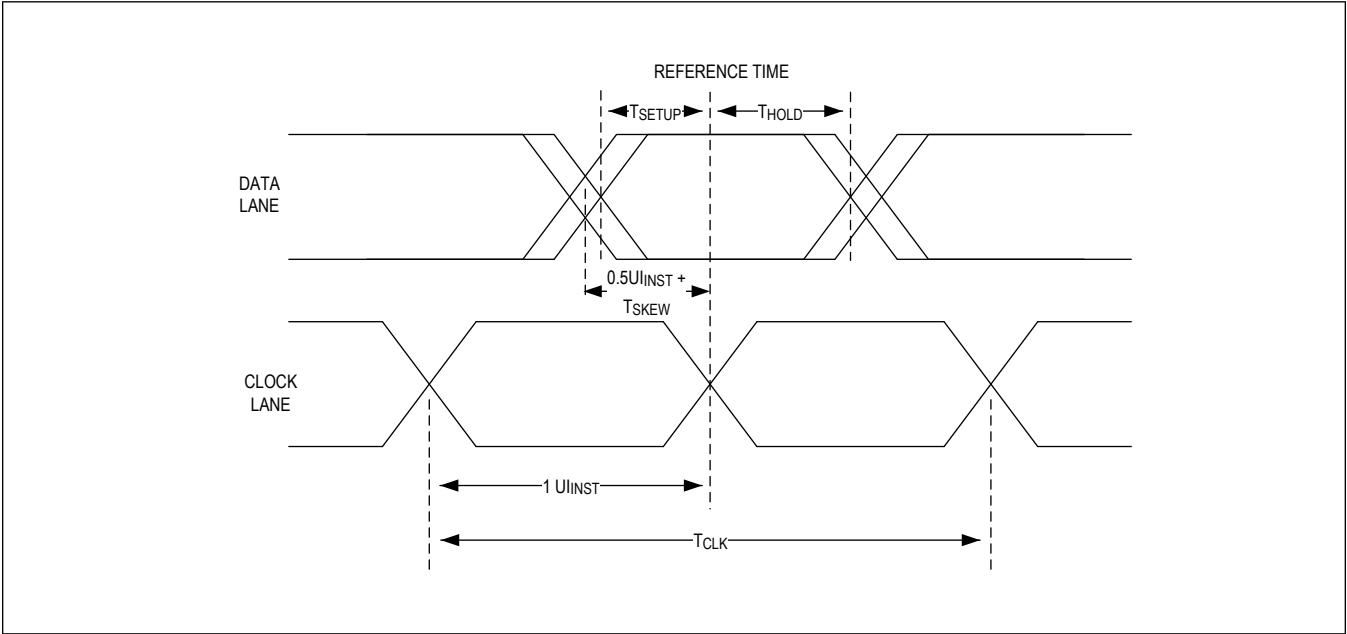 REFERENCE TIME
TSETUP
THOLD
DATA
LANE
0.5UIINST +
TSKEW
CLOCK
LANE
1 UIINST
TCLK